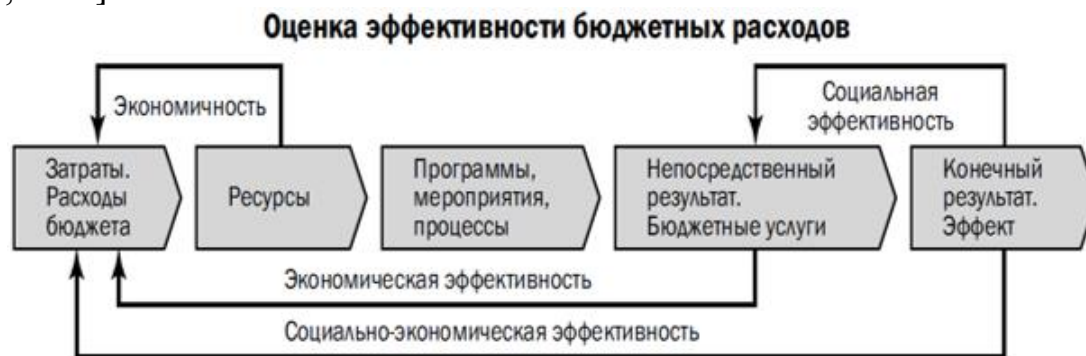 Оценка эффективности бюджетных расходов
Экономичность
Социальная
эффективность
Затраты.
Расходы
бюджета
Ресурсы
Программы,
мероприятия,
процессы
Непосредственный
результат.
Бюджетные услуги
Конечный
результат.
Эффект
Экономическая эффективность
Социально-экономическая эффективность